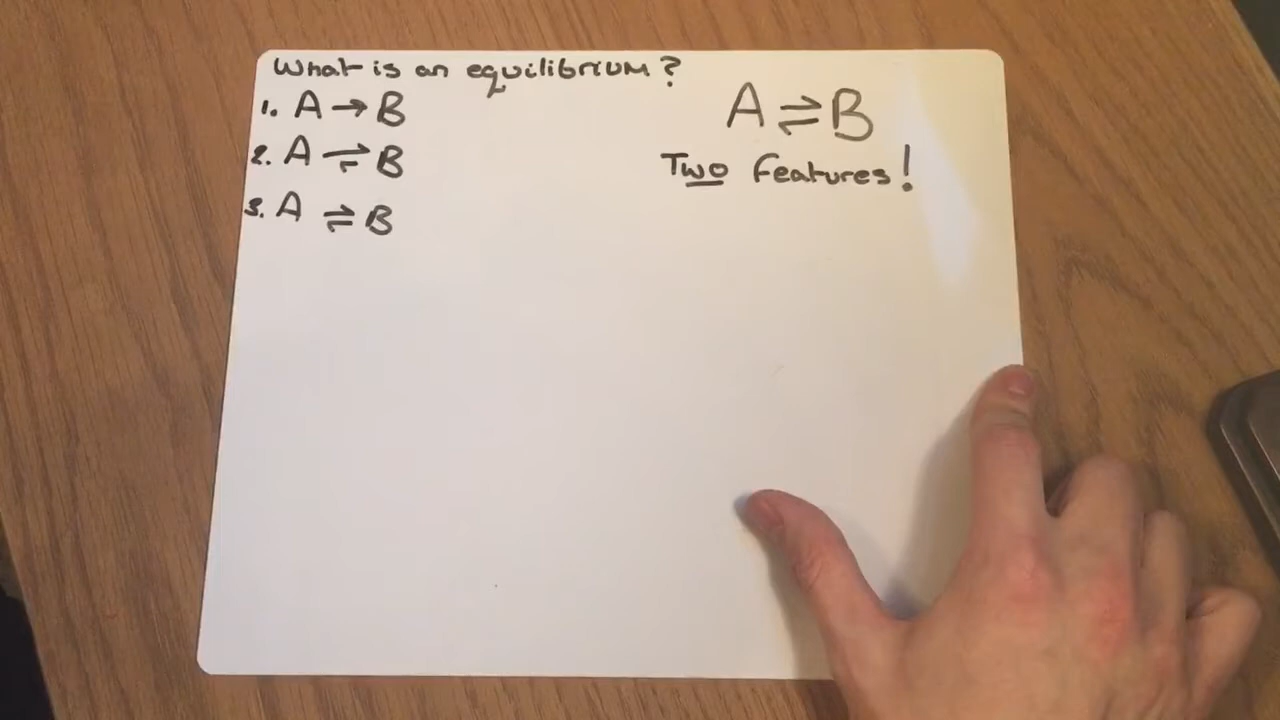 What is an equilibrium?
1. A → B
2. A ⇌ B
3. A ⇌ B
A ⇌ B
Two features!